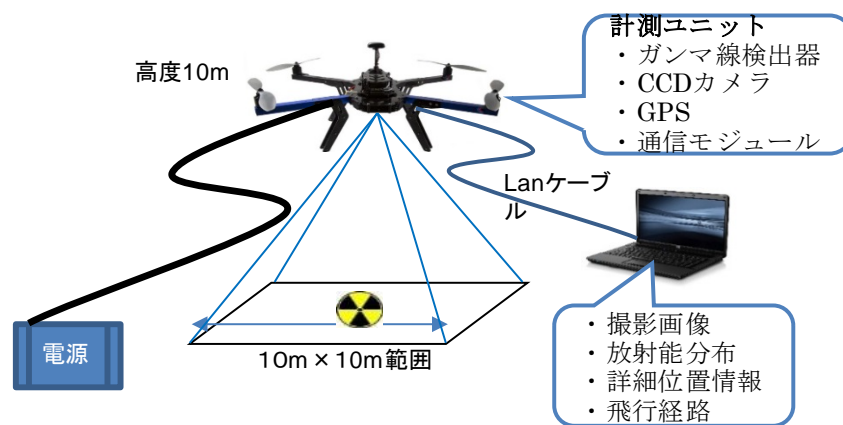 計測ユニット
・ガンマ線検出器
・CCDカメラ
・GPS
・通信モジュール
高度10m
Lanケーブ
ル
電源
10m×10m範囲
・撮影画像
・放射能分布
・詳細位置情報
・飛行経路